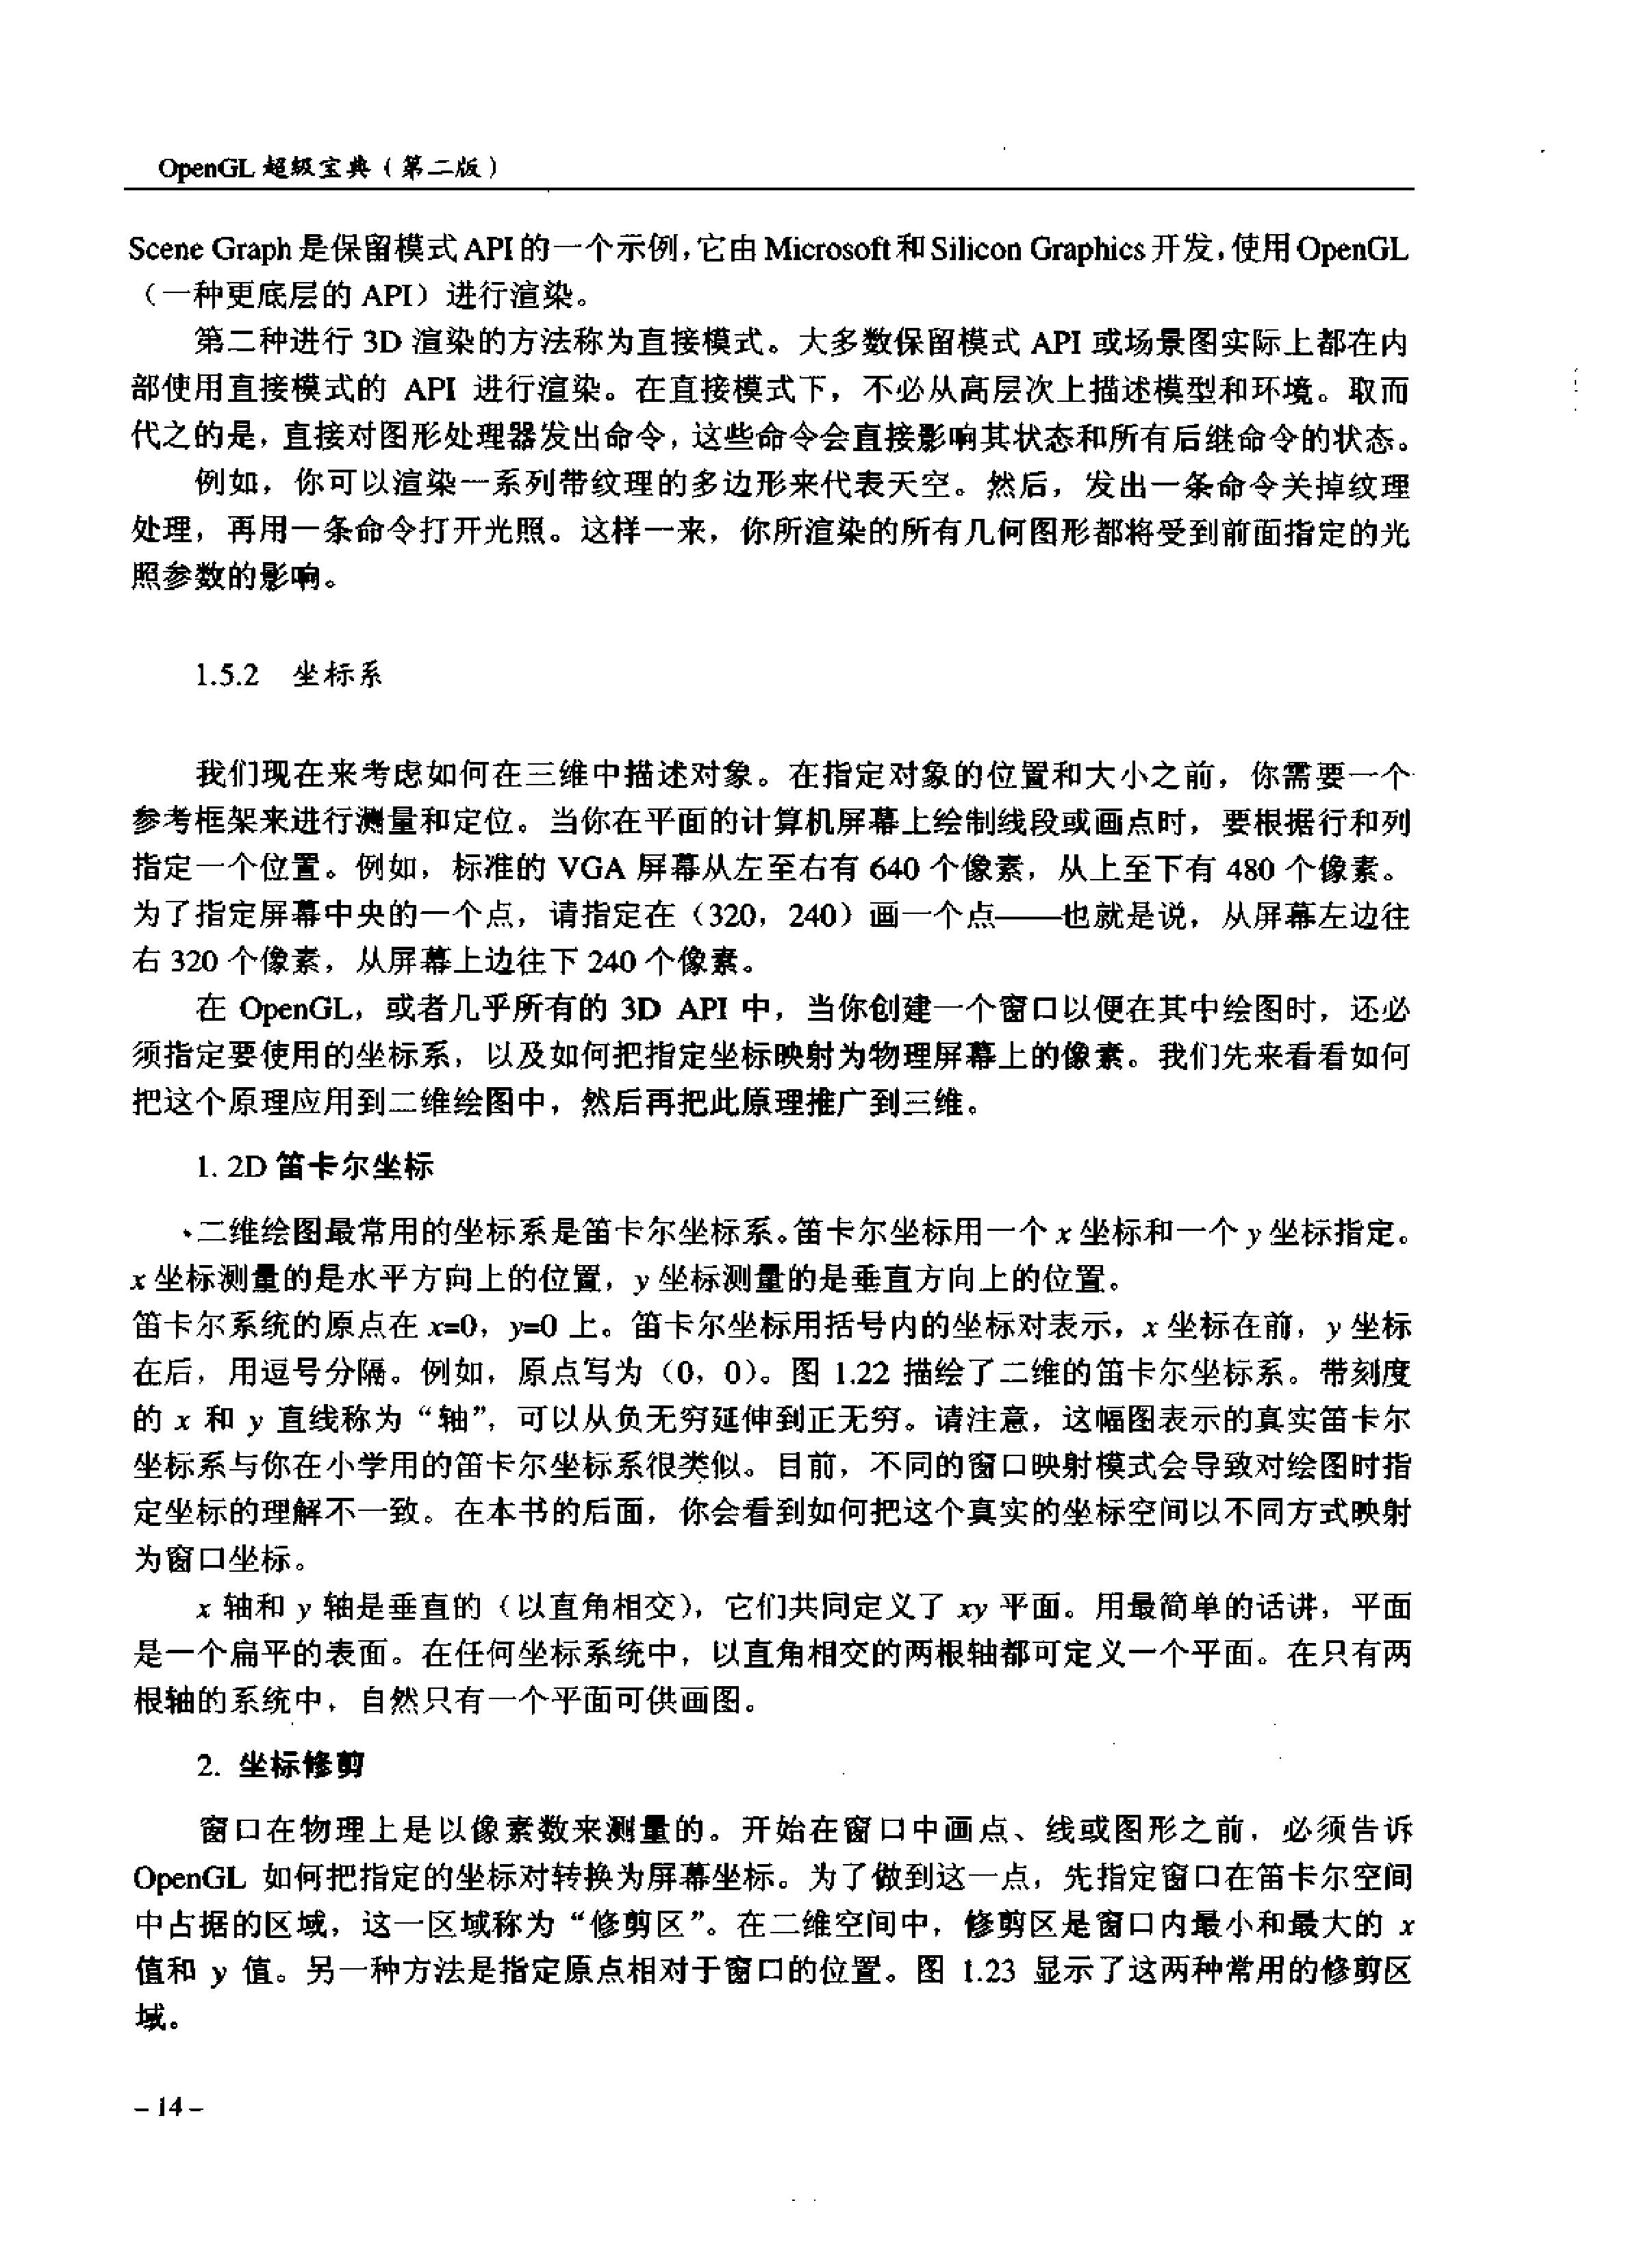 OpenGL 超级宝典（第二版）
Scene Graph 是保留模式 API 的一个示例，它由 Microsoft 和 Silicon Graphics 开发，使用 OpenGL
（一种更底层的 API）进行渲染。
第二种进行 3D 渲染的方法称为直接模式。大多数保留模式 API 或场景图实际上都在内
部使用直接模式的 API 进行渲染。在直接模式下，不必从高层次上描述模型和环境。取而
代之的是，直接对图形处理器发出命令，这些命令会直接影响其状态和所有后继命令的状态。
例如，你可以渲染一系列带纹理的多边形来代表天空。然后，发出一条命令关掉纹理
处理，再用一条命令打开光照。这样一来，你所渲染的所有几何图形都将受到前面指定的光
照参数的影响。
1.5.2 坐标系
我们现在来考虑如何在三维中描述对象。在指定对象的位置和大小之前，你需要一个
参考框架来进行测量和定位。当你在平面的计算机屏幕上绘制线段或画点时，要根据行和列
指定一个位置。例如，标准的 VGA 屏幕从左至右有 640 个像素，从上至下有 480 个像素。
为了指定屏幕中央的一个点，请指定在（320，240）画一个点——也就是说，从屏幕左边往
右 320 个像素，从屏幕上边往下 240 个像素。
在 OpenGL，或者几乎所有的 3D API 中，当你创建一个窗口以便在其中绘图时，还必
须指定要使用的坐标系，以及如何把指定坐标映射为物理屏幕上的像素。我们先来看看如何
把这个原理应用到二维绘图中，然后再把此原理推广到三维。
1. 2D 笛卡尔坐标
二维绘图最常用的坐标系是笛卡尔坐标系。笛卡尔坐标用一个 x 坐标和一个 y 坐标指定。
x 坐标测量的是水平方向上的位置，y 坐标测量的是垂直方向上的位置。
笛卡尔系统的原点在 x=0，y=0 上。笛卡尔坐标用括号内的坐标对表示，x 坐标在前，y 坐标
在后，用逗号分隔。例如，原点写为（0，0）。图 1.22 描绘了二维的笛卡尔坐标系。带刻度
的 x 和 y 直线称为“轴”，可以从负无穷延伸到正无穷。请注意，这幅图表示的真实笛卡尔
坐标系与你在小学用的笛卡尔坐标系很类似。目前，不同的窗口映射模式会导致对绘图时指
定坐标的理解不一致。在本书的后面，你会看到如何把这个真实的坐标空间以不同方式映射
为窗口坐标。
x 轴和 y 轴是垂直的（以直角相交），它们共同定义了 xy 平面。用最简单的话讲，平面
是一个扁平的表面。在任何坐标系统中，以直角相交的两根轴都可定义一个平面。在只有两
根轴的系统中，自然只有一个平面可供画图。
2. 坐标修剪
窗口在物理上是以像素数来测量的。开始在窗口中画点、线或图形之前，必须告诉
OpenGL 如何把指定的坐标对转换为屏幕坐标。为了做到这一点，先指定窗口在笛卡尔空间
中占据的区域，这一区域称为“修剪区”。在二维空间中，修剪区是窗口内最小和最大的 x
值和 y 值。另一种方法是指定原点相对于窗口的位置。图 1.23 显示了这两种常用的修剪区
域。
– 14 –